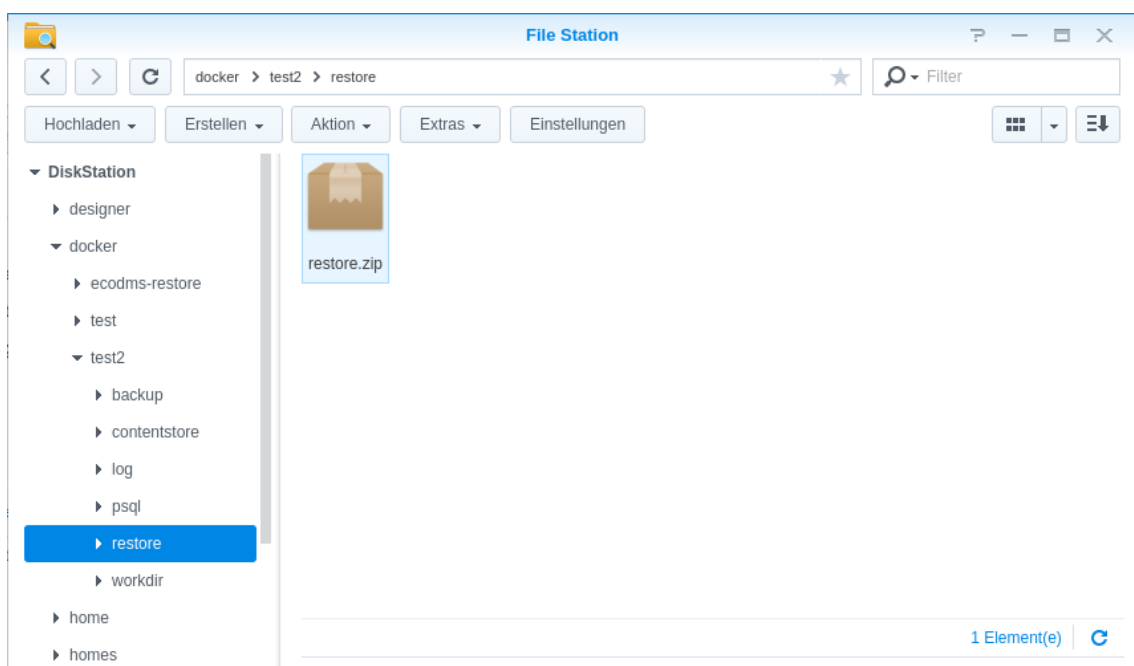 File Station
docker > test2 > restore
Filter
Hochladen
Erstellen
Aktion
Extras
Einstellungen
DiskStation
designer
docker
ecodms-restore
test
test2
backup
contentstore
log
psql
restore
workdir
home
homes
restore.zip
1 Element(e)